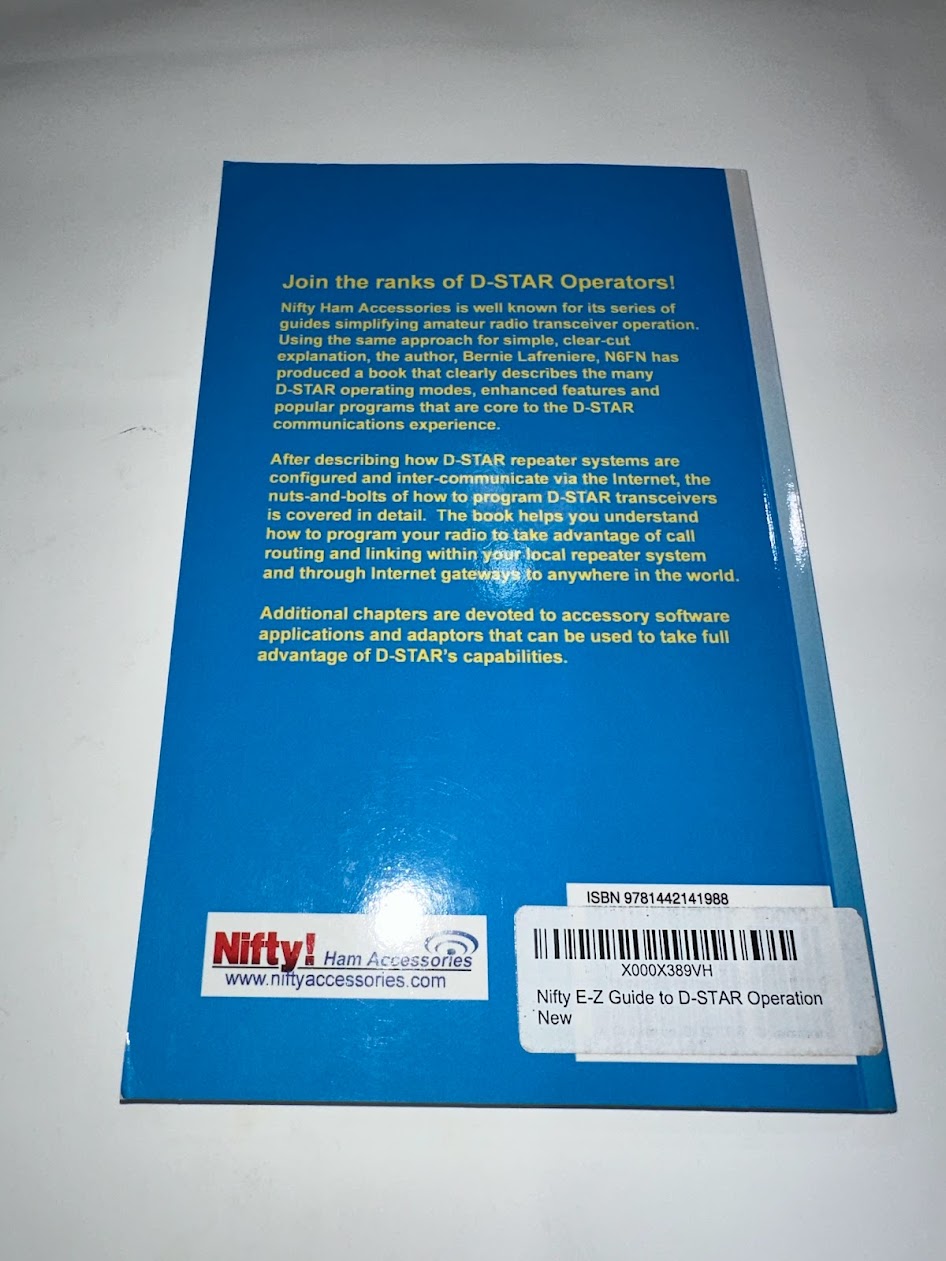 Join the ranks of D-STAR Operators!
Nifty Ham Accessories is well known for its series of
guides simplifying amateur radio transceiver operation.
Using the same approach for simple, clear-cut
explanation, the author, Bernie Lafreniere, N6FN has
produced a book that clearly describes the many
D-STAR operating modes, enhanced features and
popular programs that are core to the D-STAR
communications experience.
After describing how D-STAR repeater systems are
configured and inter-communicate via the Internet, the
nuts-and-bolts of how to program D-STAR transceivers
is covered in detail. The book helps you understand
how to program your radio to take advantage of call
routing and linking within your local repeater system
and through Internet gateways to anywhere in the world.
Additional chapters are devoted to accessory software
applications and adaptors that can be used to take full
advantage of D-STAR's capabilities.
Nifty! Ham Accessories
www.niftyaccessories.com
ISBN 9781442141988
X000X389VH
Nifty E-Z Guide to D-STAR Operation
New